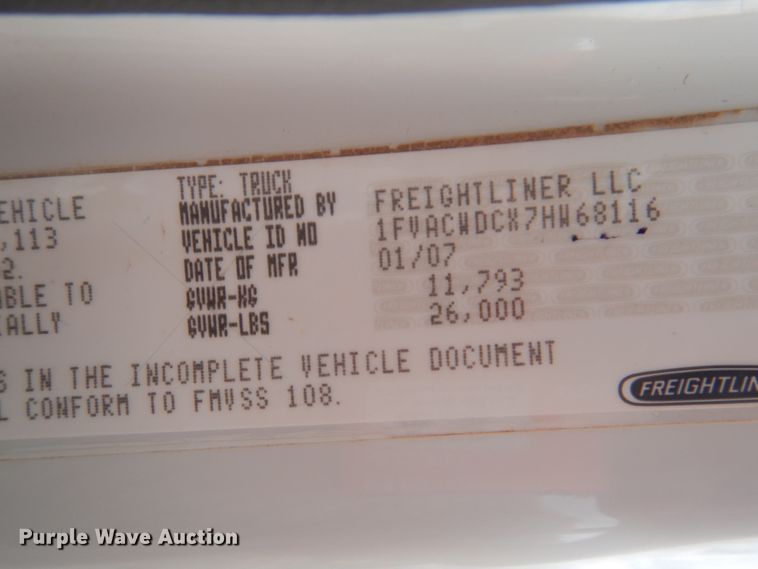 EHICLE
,113
2.
BLE TO
ALLY
TYPE: TRUCK
MANUFACTURED BY FREIGHTLINER LLC
VEHICLE ID NO 1FVACWDCX7HW68116
DATE OF MFR 01/07
GVWR-KG 11,793
GVWR-LBS 26,000
S IN THE INCOMPLETE VEHICLE DOCUMENT
L CONFORM TO FMVSS 108.
FREIGHTLIN
Purple Wave Auction